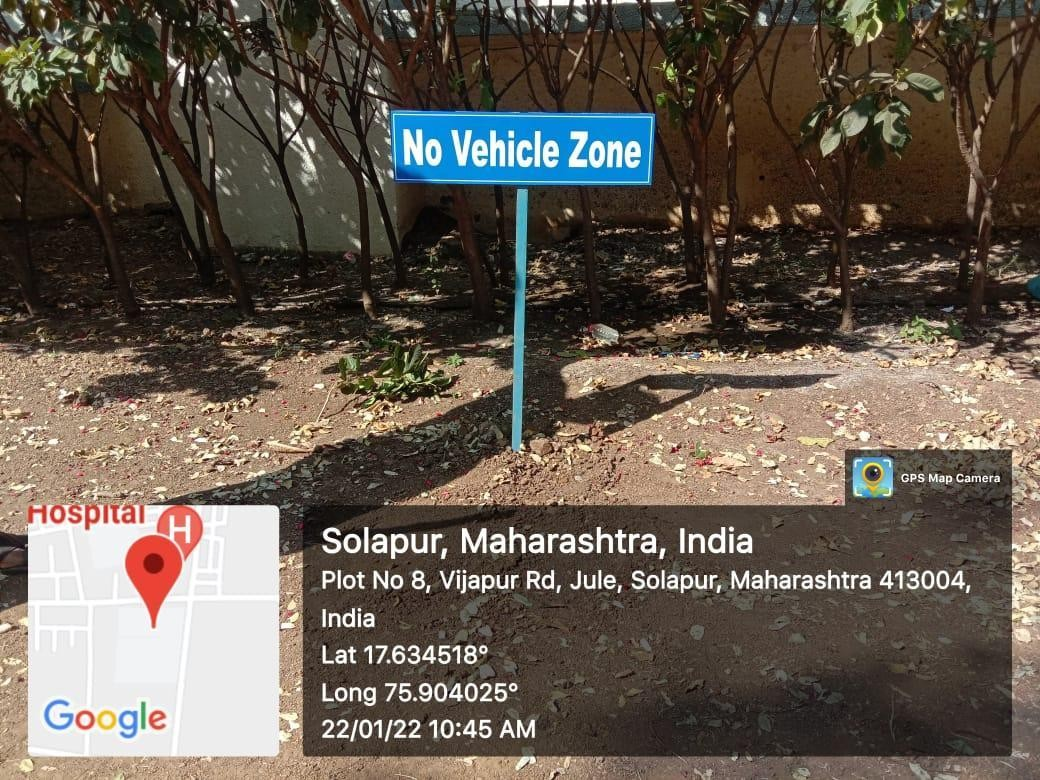 No Vehicle Zone
GPS Map Camera
Hospital
H
Google
Solapur, Maharashtra, India
Plot No 8, Vijapur Rd, Jule, Solapur, Maharashtra 413004,
India
Lat 17.634518°
Long 75.904025°
22/01/22 10:45 AM